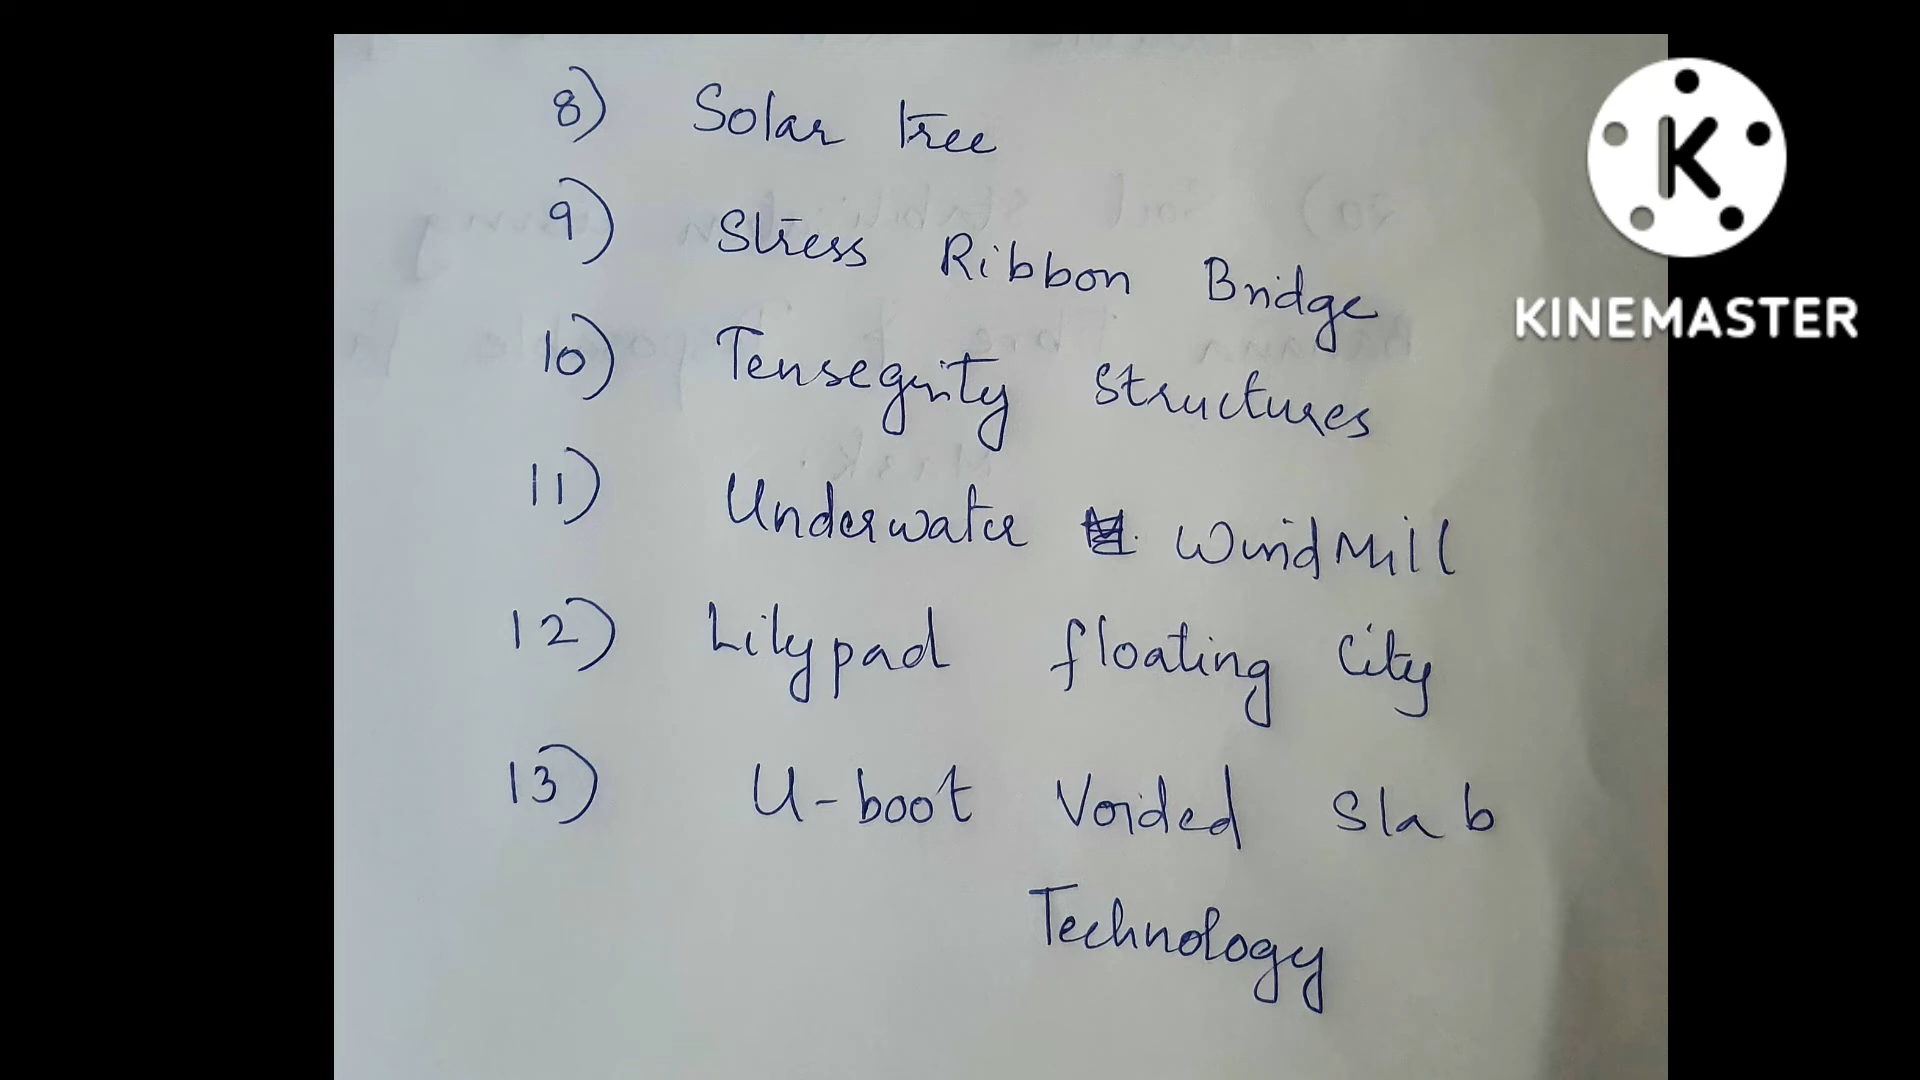 8) Solar tree
9) Stress Ribbon Bridge
10) Tensegrity Structures
11) Underwater Windmill
12) Lilypad floating City
13) U-boot Voided Slab
Technology
KINEMASTER